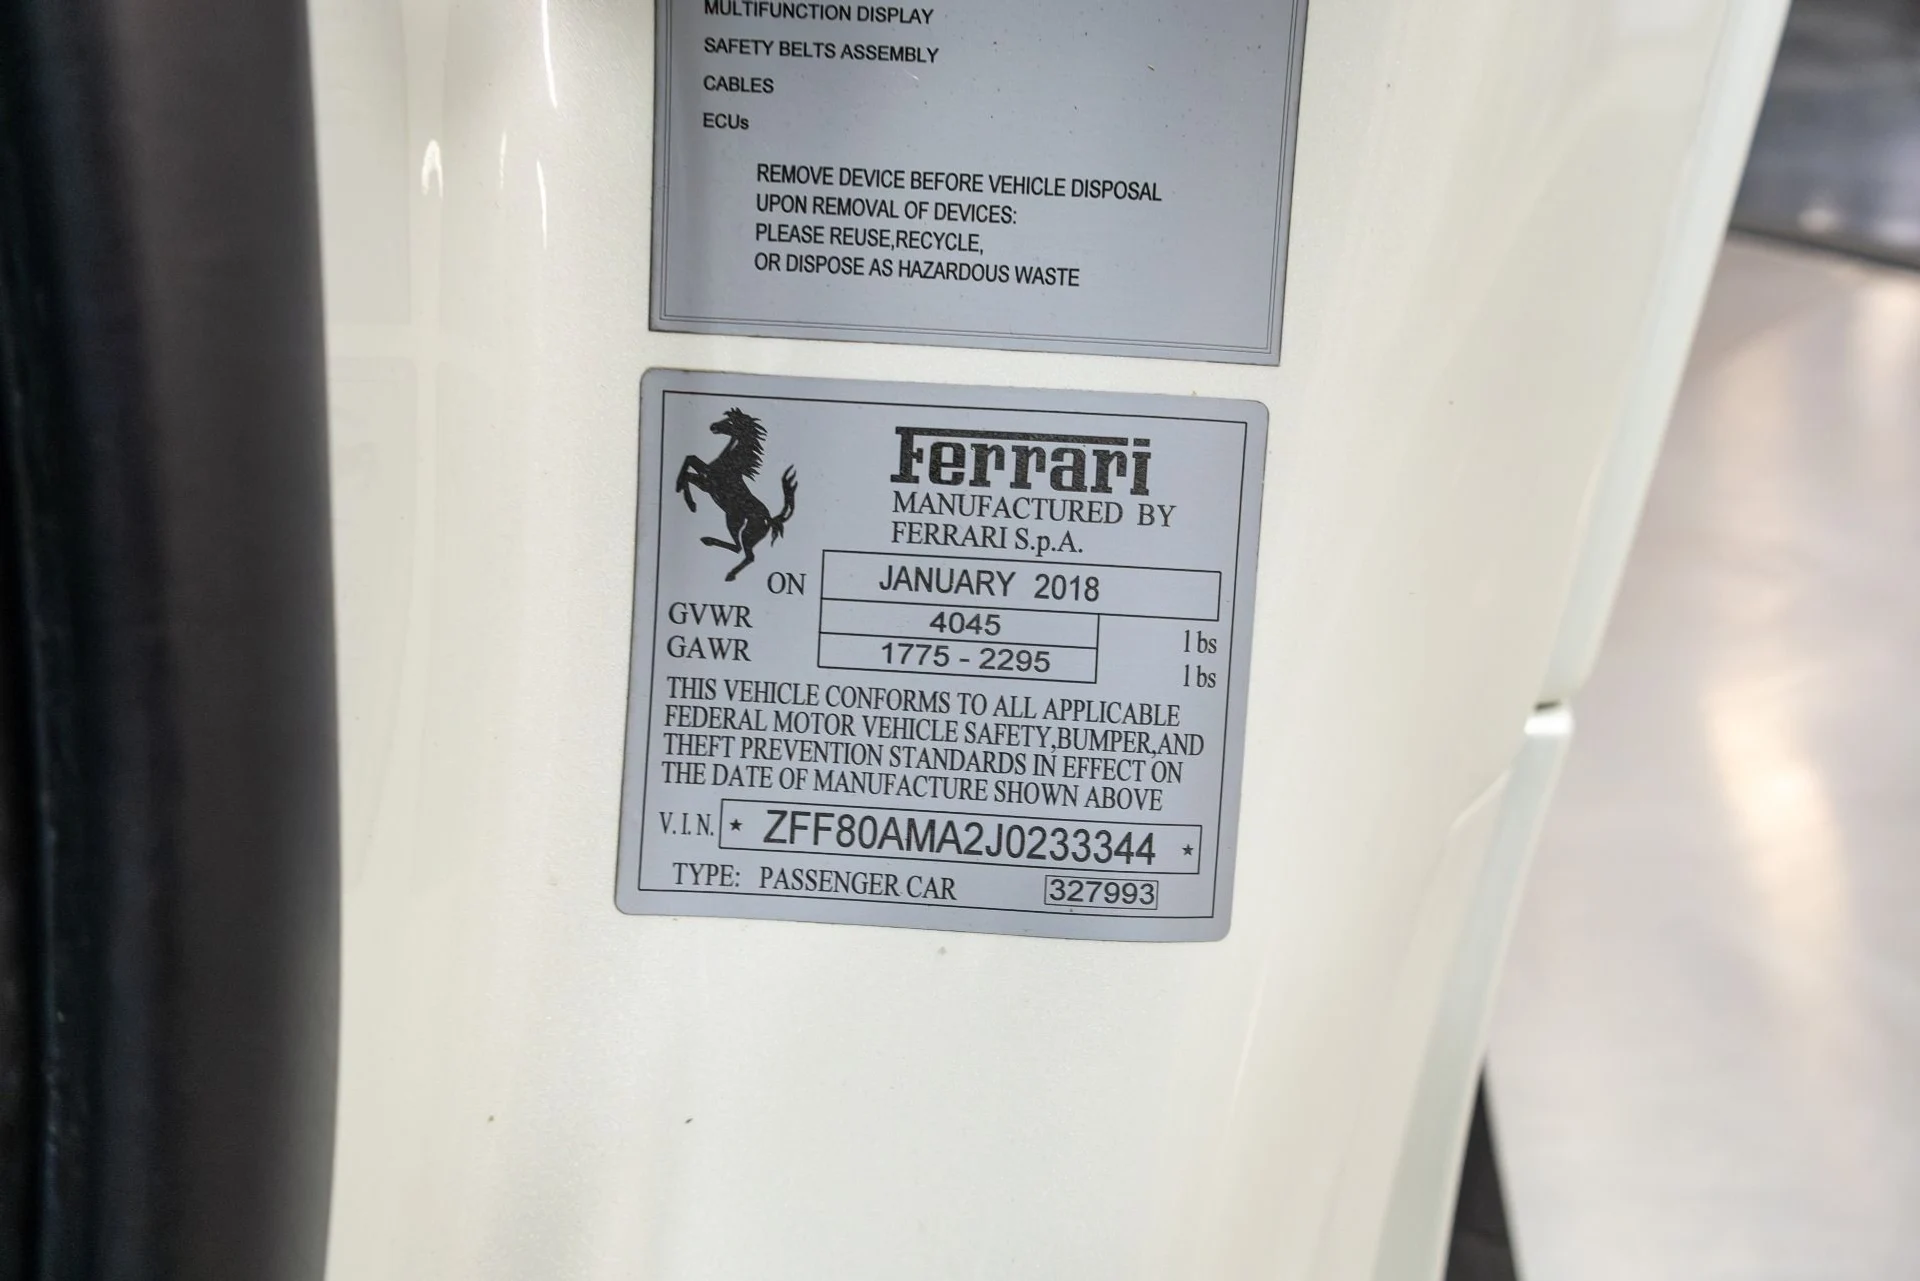 MULTIFUNCTION DISPLAY
SAFETY BELTS ASSEMBLY
CABLES
ECUs
REMOVE DEVICE BEFORE VEHICLE DISPOSAL
UPON REMOVAL OF DEVICES:
PLEASE REUSE,RECYCLE,
OR DISPOSE AS HAZARDOUS WASTE
Ferrari
MANUFACTURED BY
FERRARI S.p.A.
ON JANUARY 2018
GVWR 4045 lbs
GAWR 1775 - 2295 lbs
THIS VEHICLE CONFORMS TO ALL APPLICABLE
FEDERAL MOTOR VEHICLE SAFETY,BUMPER,AND
THEFT PREVENTION STANDARDS IN EFFECT ON
THE DATE OF MANUFACTURE SHOWN ABOVE
V.I.N. ★ ZFF80AMA2J0233344 ★
TYPE: PASSENGER CAR 327993